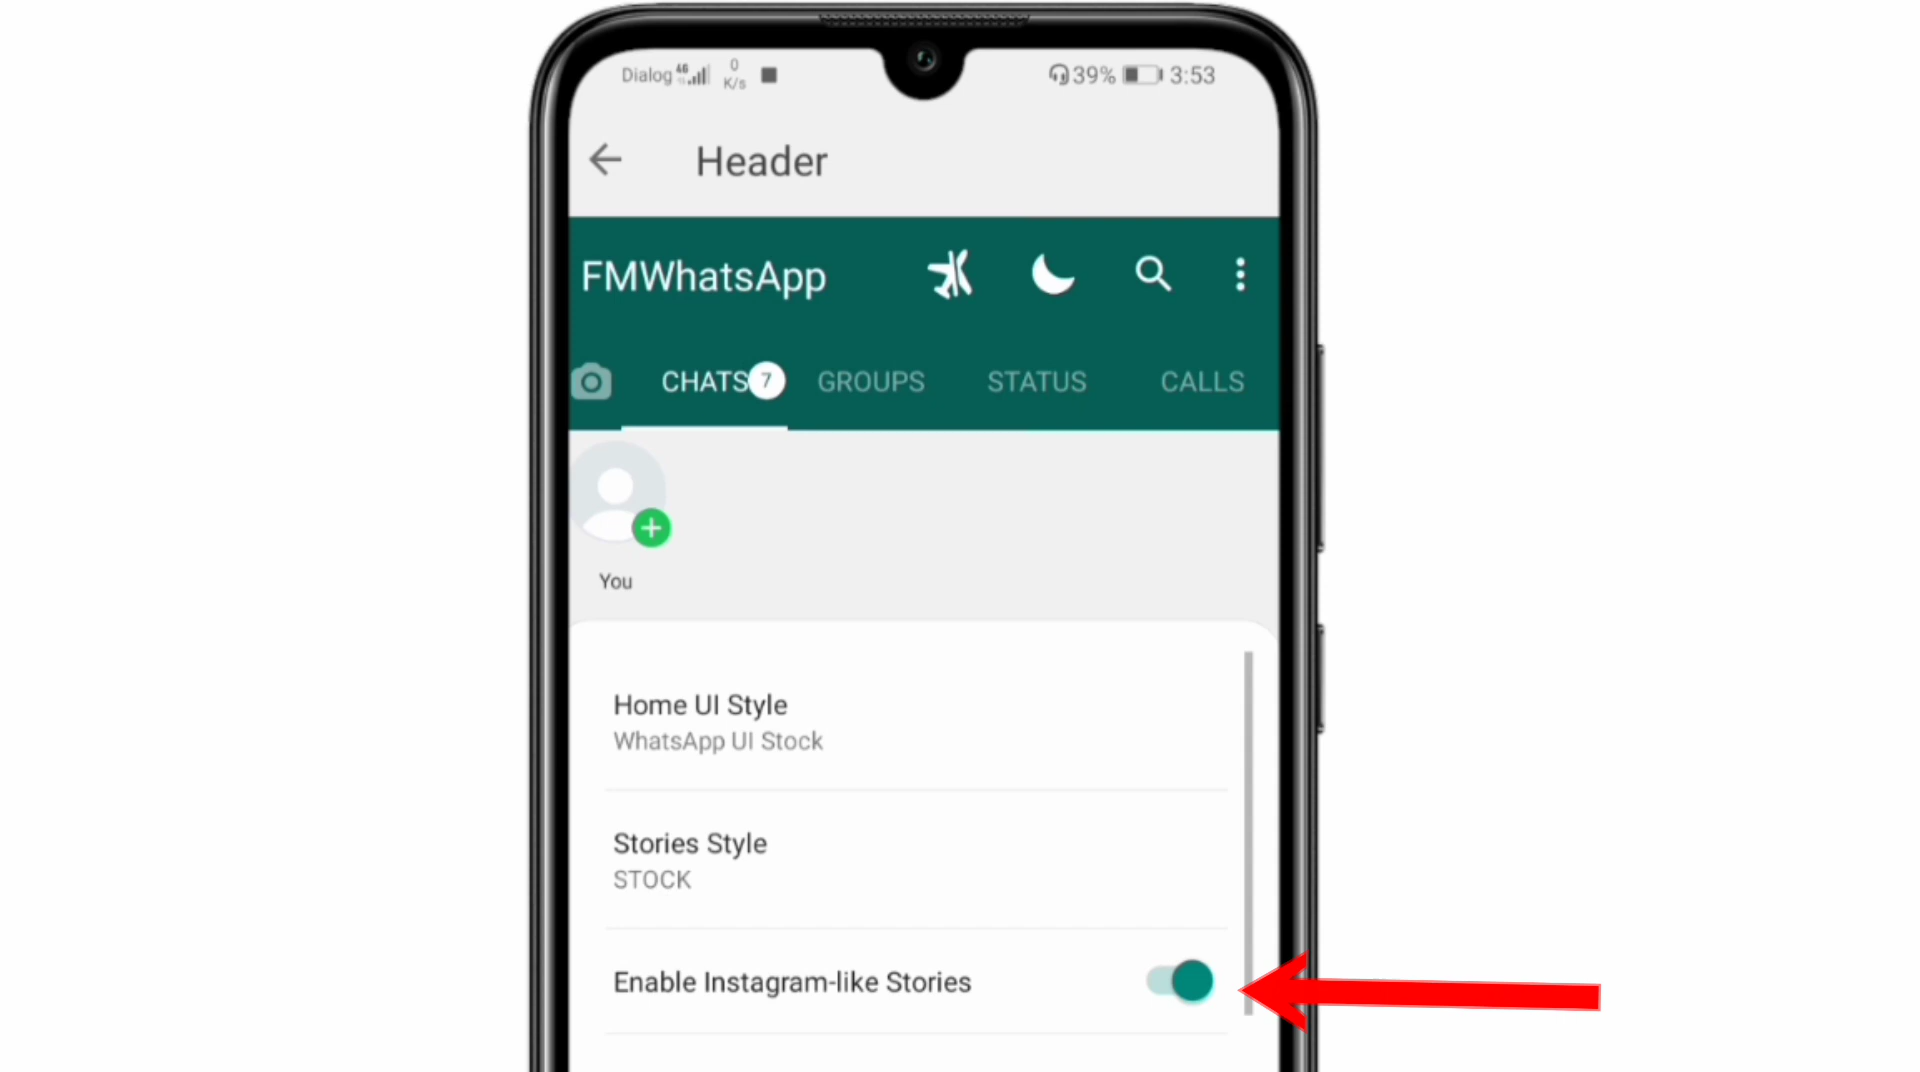 Dialog 4G 0 K/s 39% 3:53
Header
FMWhatsApp
CHATS 7 GROUPS STATUS CALLS
You
Home UI Style
WhatsApp UI Stock
Stories Style
STOCK
Enable Instagram-like Stories